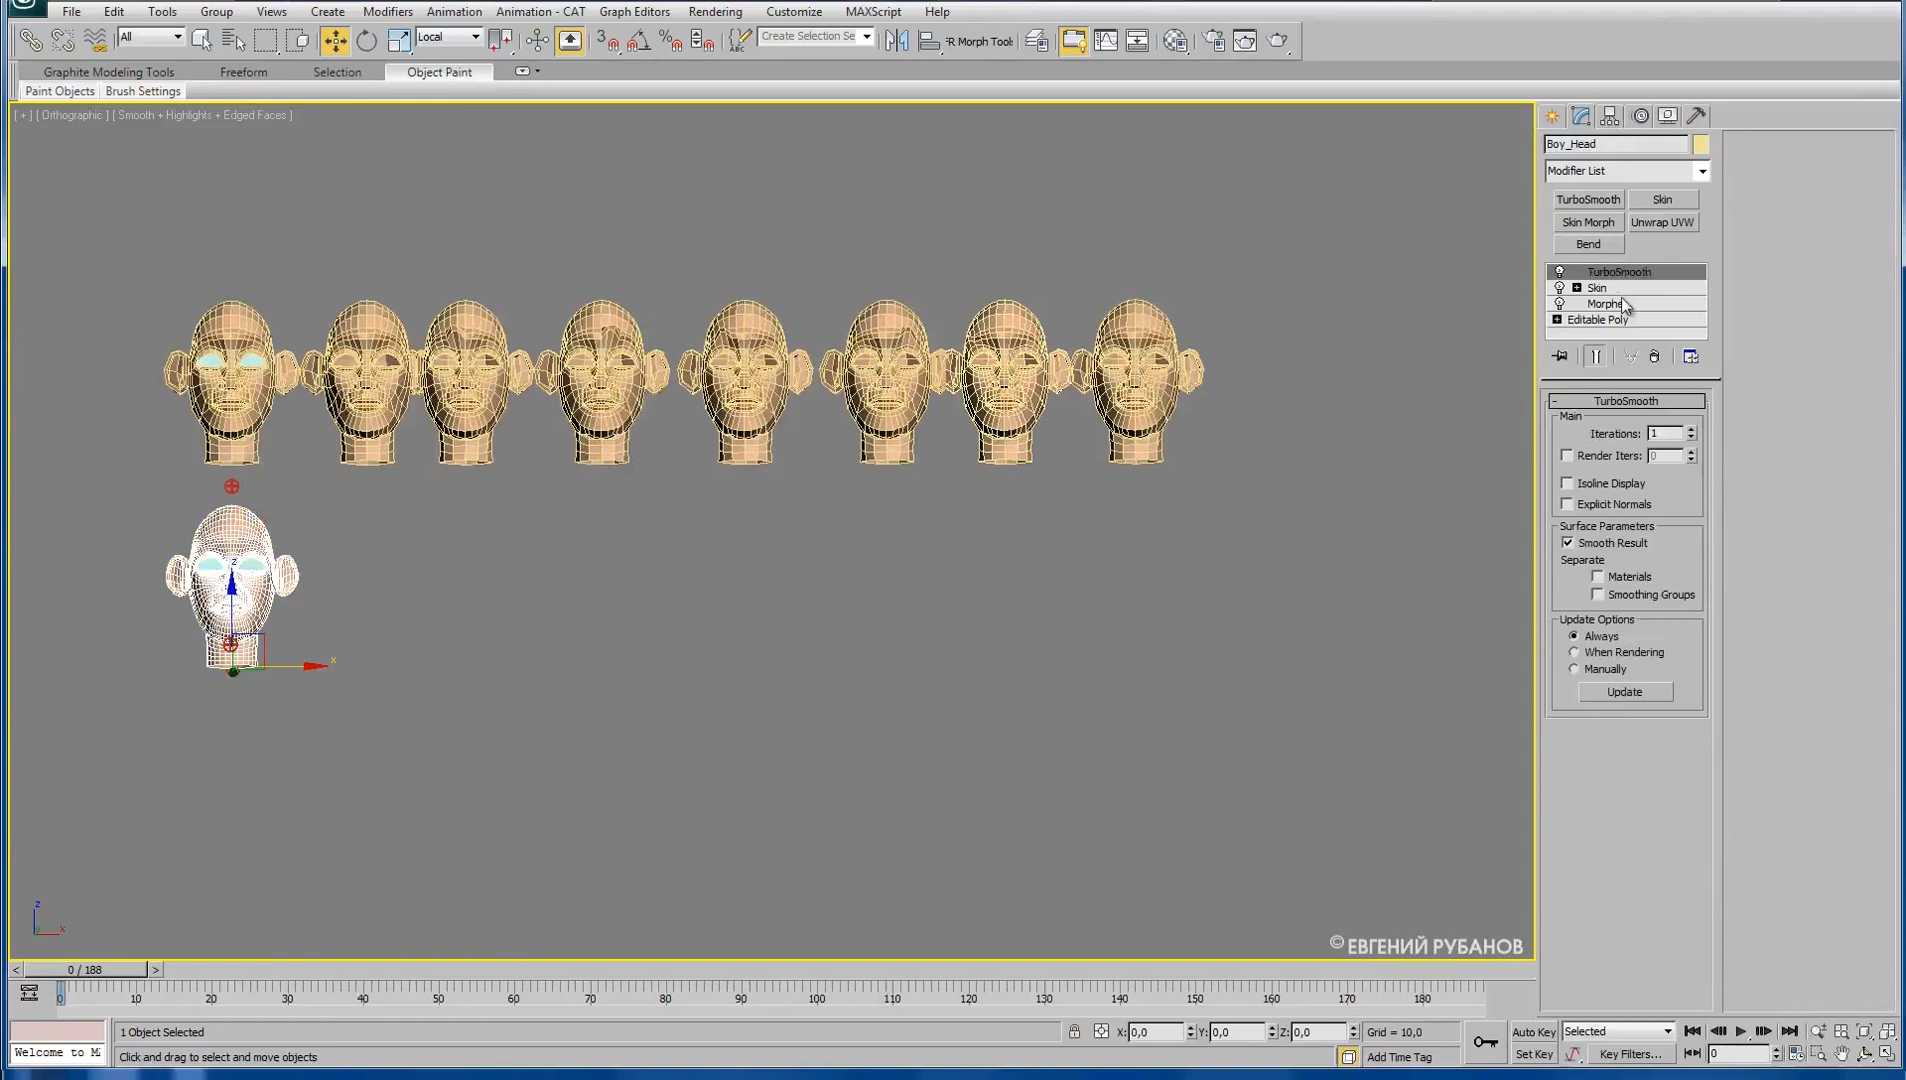 File Edit Tools Group Views Create Modifiers Animation Animation - CAT Graph Editors Rendering Customize MAXScript Help
All Local 3 Create Selection Se R Morph Tools
Graphite Modeling Tools Freeform Selection Object Paint
Paint Objects Brush Settings
[ + ] [ Orthographic ] [ Smooth + Highlights + Edged Faces ]
Boy_Head
Modifier List
TurboSmooth Skin
Skin Morph Unwrap UVW
Bend
TurboSmooth
Skin
Morphe
Editable Poly
TurboSmooth
Main
Iterations: 1
Render Iters: 0
Isoline Display
Explicit Normals
Surface Parameters
Smooth Result
Separate
Materials
Smoothing Groups
Update Options
Always
When Rendering
Manually
Update
z
x
z
x
© ЕВГЕНИЙ РУБАНОВ
< 0 / 188 >
0 10 20 30 40 50 60 70 80 90 100 110 120 130 140 150 160 170 180
1 Object Selected X: 0,0 Y: 0,0 Z: 0,0 Grid = 10,0 Auto Key Selected
Welcome to M Click and drag to select and move objects Add Time Tag Set Key Key Filters... 0